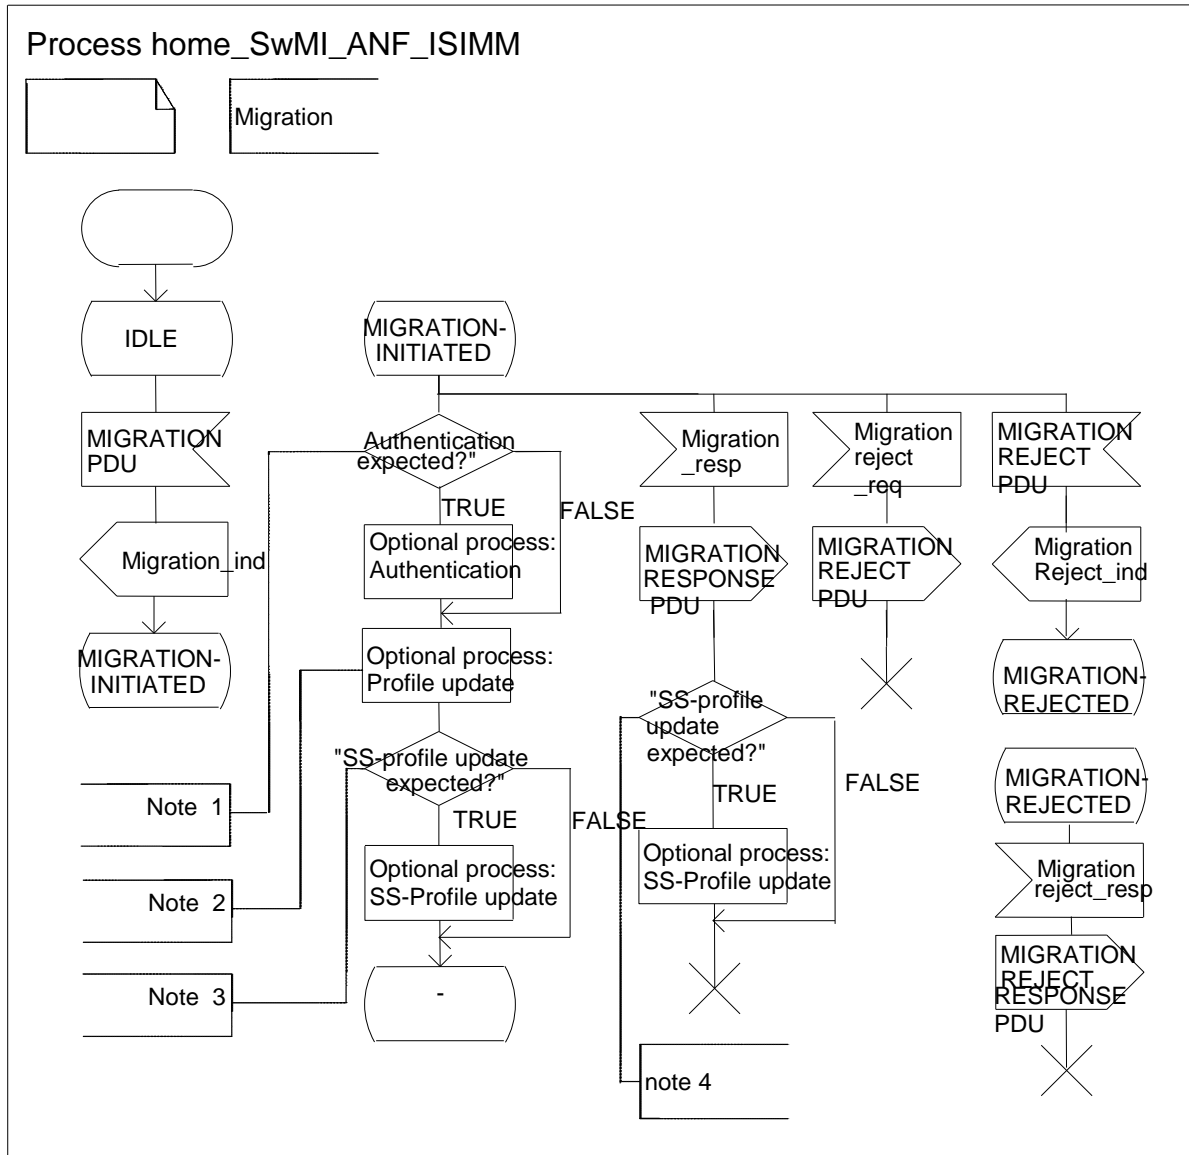 Process home_SwMI_ANF_ISIMM
Migration
IDLE
MIGRATION
PDU
Migration_ind
MIGRATION-
INITIATED
Note 1
Note 2
Note 3
MIGRATION-
INITIATED
Authentication
expected?"
TRUE
FALSE
Optional process:
Authentication
Optional process:
Profile update
"SS-profile update
expected?"
TRUE
FALSE
Optional process:
SS-Profile update
-
Migration
_resp
MIGRATION
RESPONSE
PDU
"SS-profile
update
expected?"
TRUE
FALSE
Optional process:
SS-Profile update
note 4
Migration
reject
_req
MIGRATION
REJECT
PDU
MIGRATION
REJECT
PDU
Migration
Reject_ind
MIGRATION-
REJECTED
MIGRATION-
REJECTED
Migration
reject_resp
MIGRATION
REJECT
RESPONSE
PDU